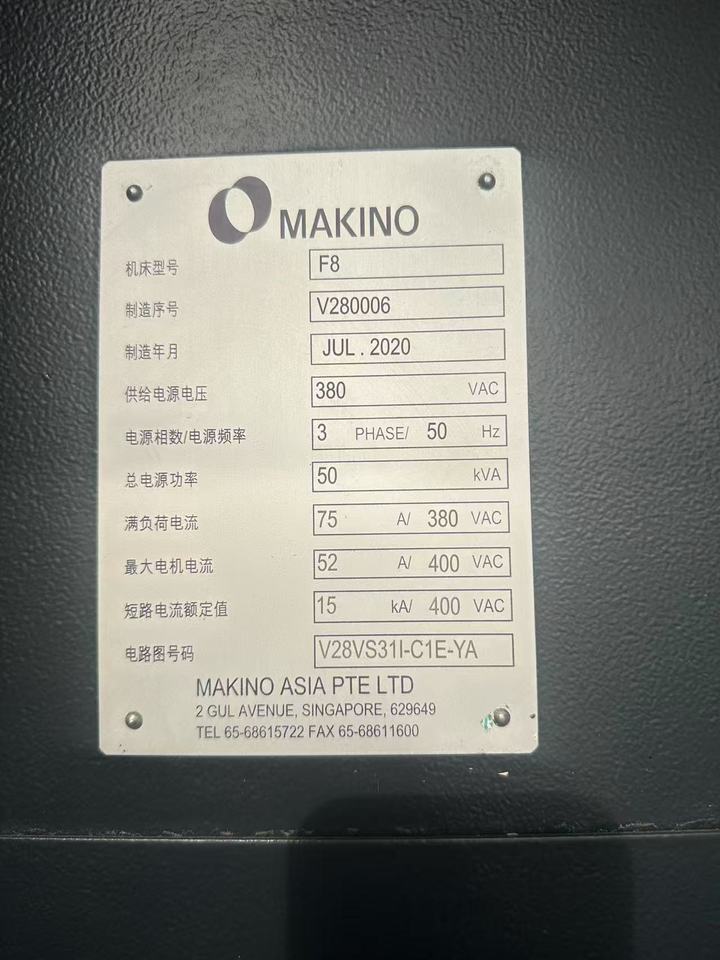 MAKINO
机床型号 F8
制造序号 V280006
制造年月 JUL . 2020
供给电源电压 380 VAC
电源相数/电源频率 3 PHASE/ 50 Hz
总电源功率 50 kVA
满负荷电流 75 A/ 380 VAC
最大电机电流 52 A/ 400 VAC
短路电流额定值 15 kA/ 400 VAC
电路图号码 V28VS31I-C1E-YA
MAKINO ASIA PTE LTD
2 GUL AVENUE, SINGAPORE, 629649
TEL 65-68615722 FAX 65-68611600